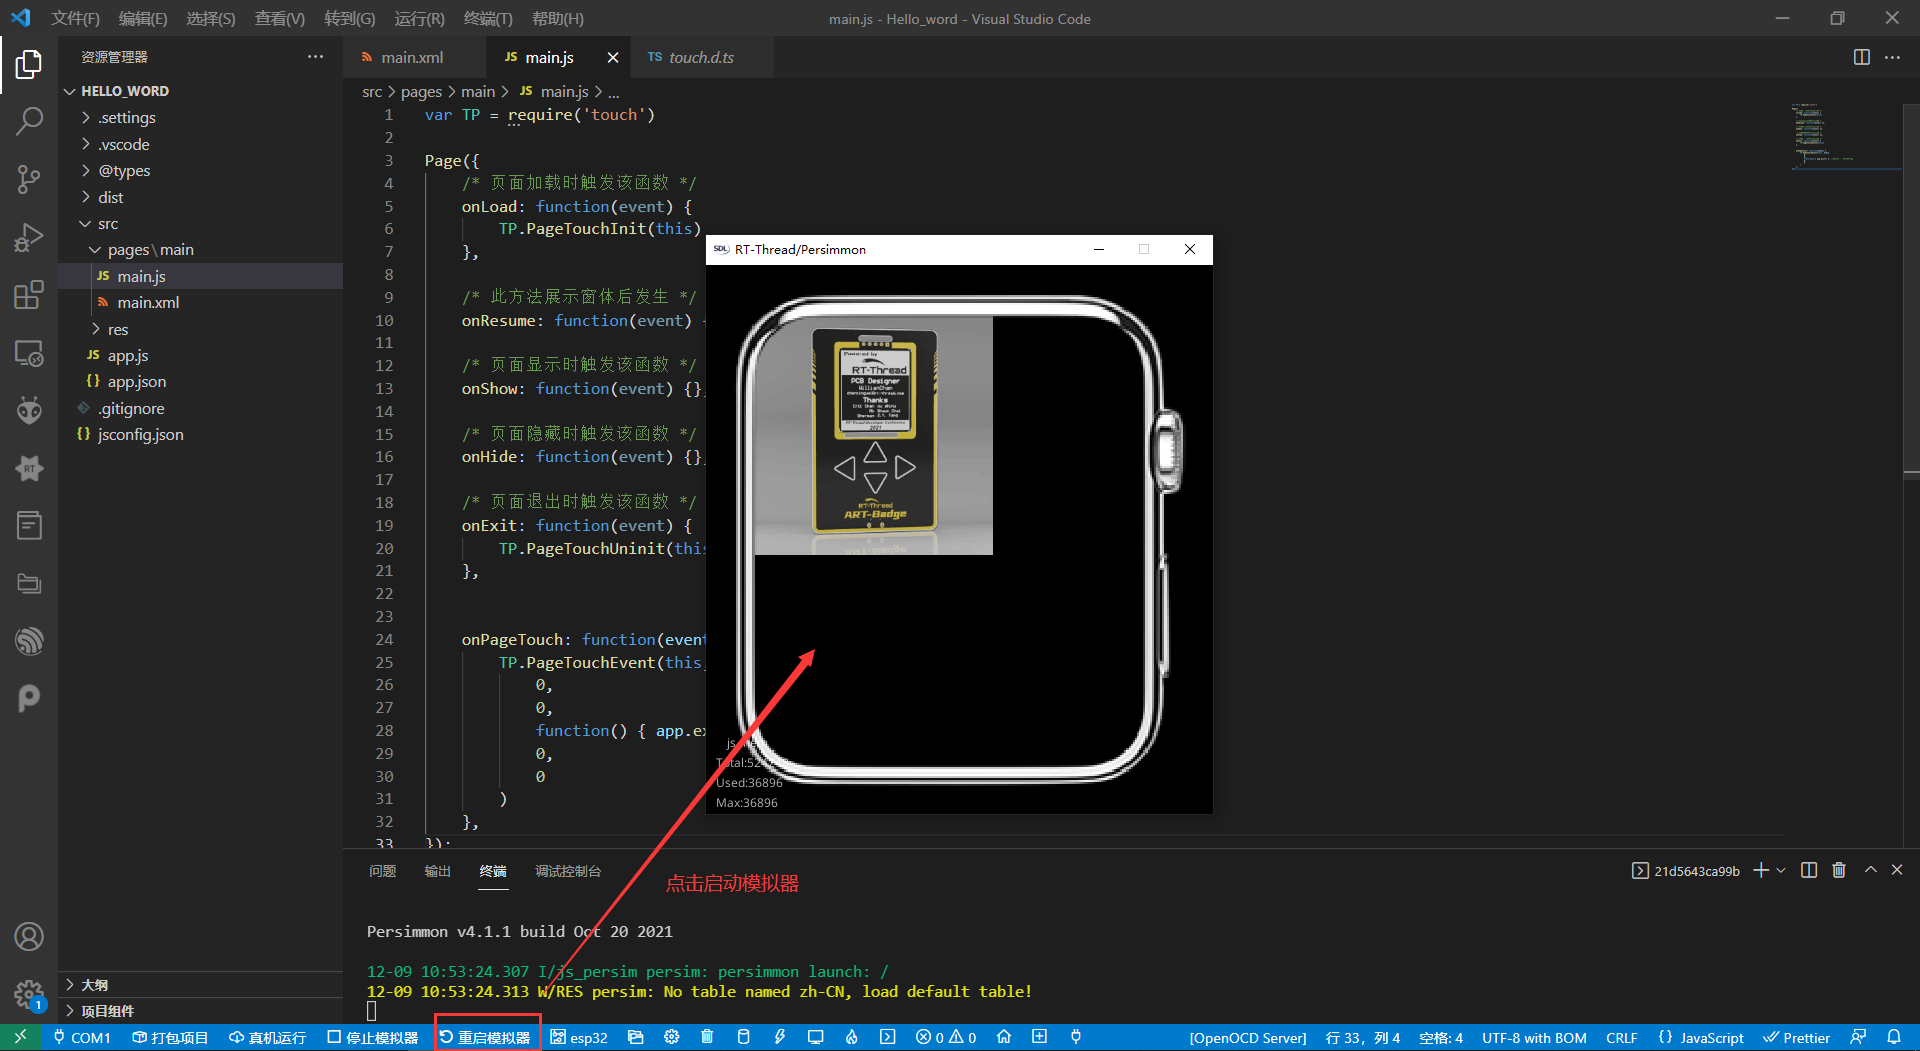 文件(F) 编辑(E) 选择(S) 查看(V) 转到(G) 运行(R) 终端(T) 帮助(H) main.js - Hello_word - Visual Studio Code
资源管理器
main.xml JS main.js TS touch.d.ts
HELLO_WORD
src pages main JS main.js ...
.settings
.vscode
@types
dist
src
pages\main
JS main.js
main.xml
res
JS app.js
{} app.json
.gitignore
{} jsconfig.json
大纲
项目组件
1 var TP = require('touch')
2
3 Page({
4 /* 页面加载时触发该函数 */
5 onLoad: function(event) {
6 TP.PageTouchInit(this)
7 },
8
9 /* 此方法展示窗体后发生 */
10 onResume: function(event)
11
12 /* 页面显示时触发该函数 */
13 onShow: function(event) {}
14
15 /* 页面隐藏时触发该函数 */
16 onHide: function(event) {}
17
18 /* 页面退出时触发该函数 */
19 onExit: function(event) {
20 TP.PageTouchUninit(this
21 },
22
23
24 onPageTouch: function(event
25 TP.PageTouchEvent(this,
26 0,
27 0,
28 function() { app.ex
29 0,
30 0
31 )
32 },
33 });
SDL RT-Thread/Persimmon
Powered by
RT-Thread
PCB Designer
WillianChan
Thanks
2021
RT-Thread
ART-Badge
Total:52
Used:36896
Max:36896
问题 输出 终端 调试控制台
21d5643ca99b
点击启动模拟器
Persimmon v4.1.1 build Oct 20 2021
12-09 10:53:24.307 I/js_persim persim: persimmon launch: /
12-09 10:53:24.313 W/RES persim: No table named zh-CN, load default table!
RT
1
COM1 打包项目 真机运行 停止模拟器 重启模拟器 esp32 0 0 [OpenOCD Server] 行 33，列 4 空格: 4 UTF-8 with BOM CRLF {} JavaScript Prettier